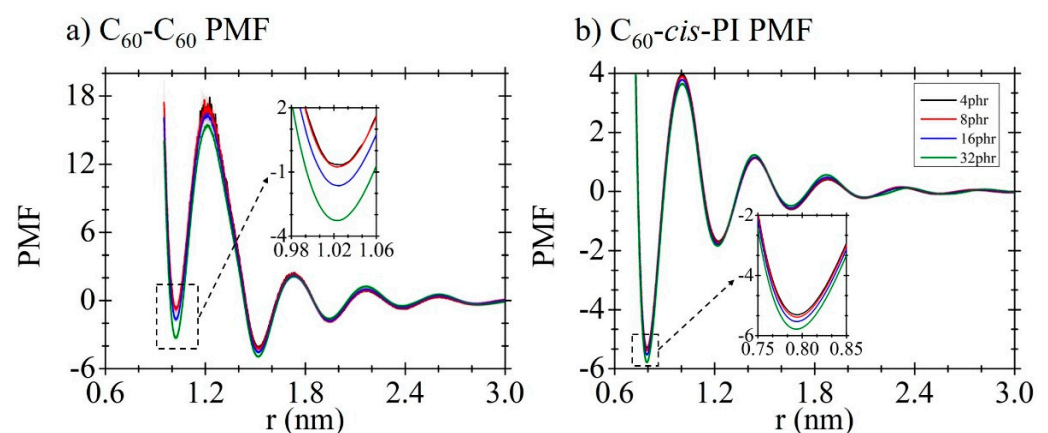 a) C₆₀-C₆₀ PMF
PMF
18
12
6
0
-6
0.6 1.2 1.8 2.4 3.0
r (nm)
2
-1
-4
0.98 1.02 1.06
b) C₆₀-cis-PI PMF
PMF
4
2
0
-2
-4
-6
0.6 1.2 1.8 2.4 3.0
r (nm)
4phr
8phr
16phr
32phr
-2
-4
-6
0.75 0.80 0.85